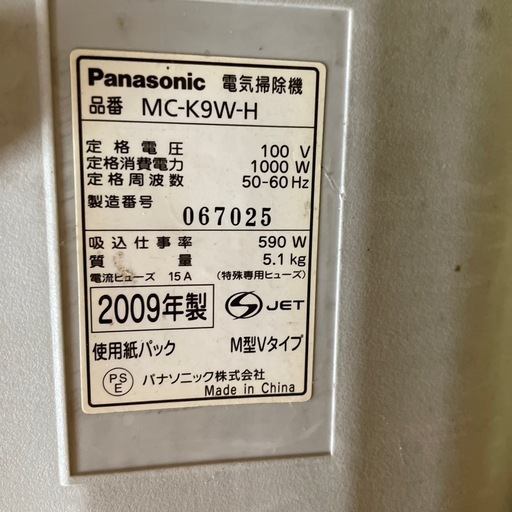 Panasonic 電気掃除機
品番 MC-K9W-H
定格電圧 100 V
定格消費電力 1000 W
定格周波数 50-60 Hz
製造番号 067025
吸込仕事率 590 W
質量 5.1 kg
電流ヒューズ 15 A (特殊専用ヒューズ)
2009年製 S JET
使用紙パック M型Vタイプ
PS E パナソニック株式会社
Made in China